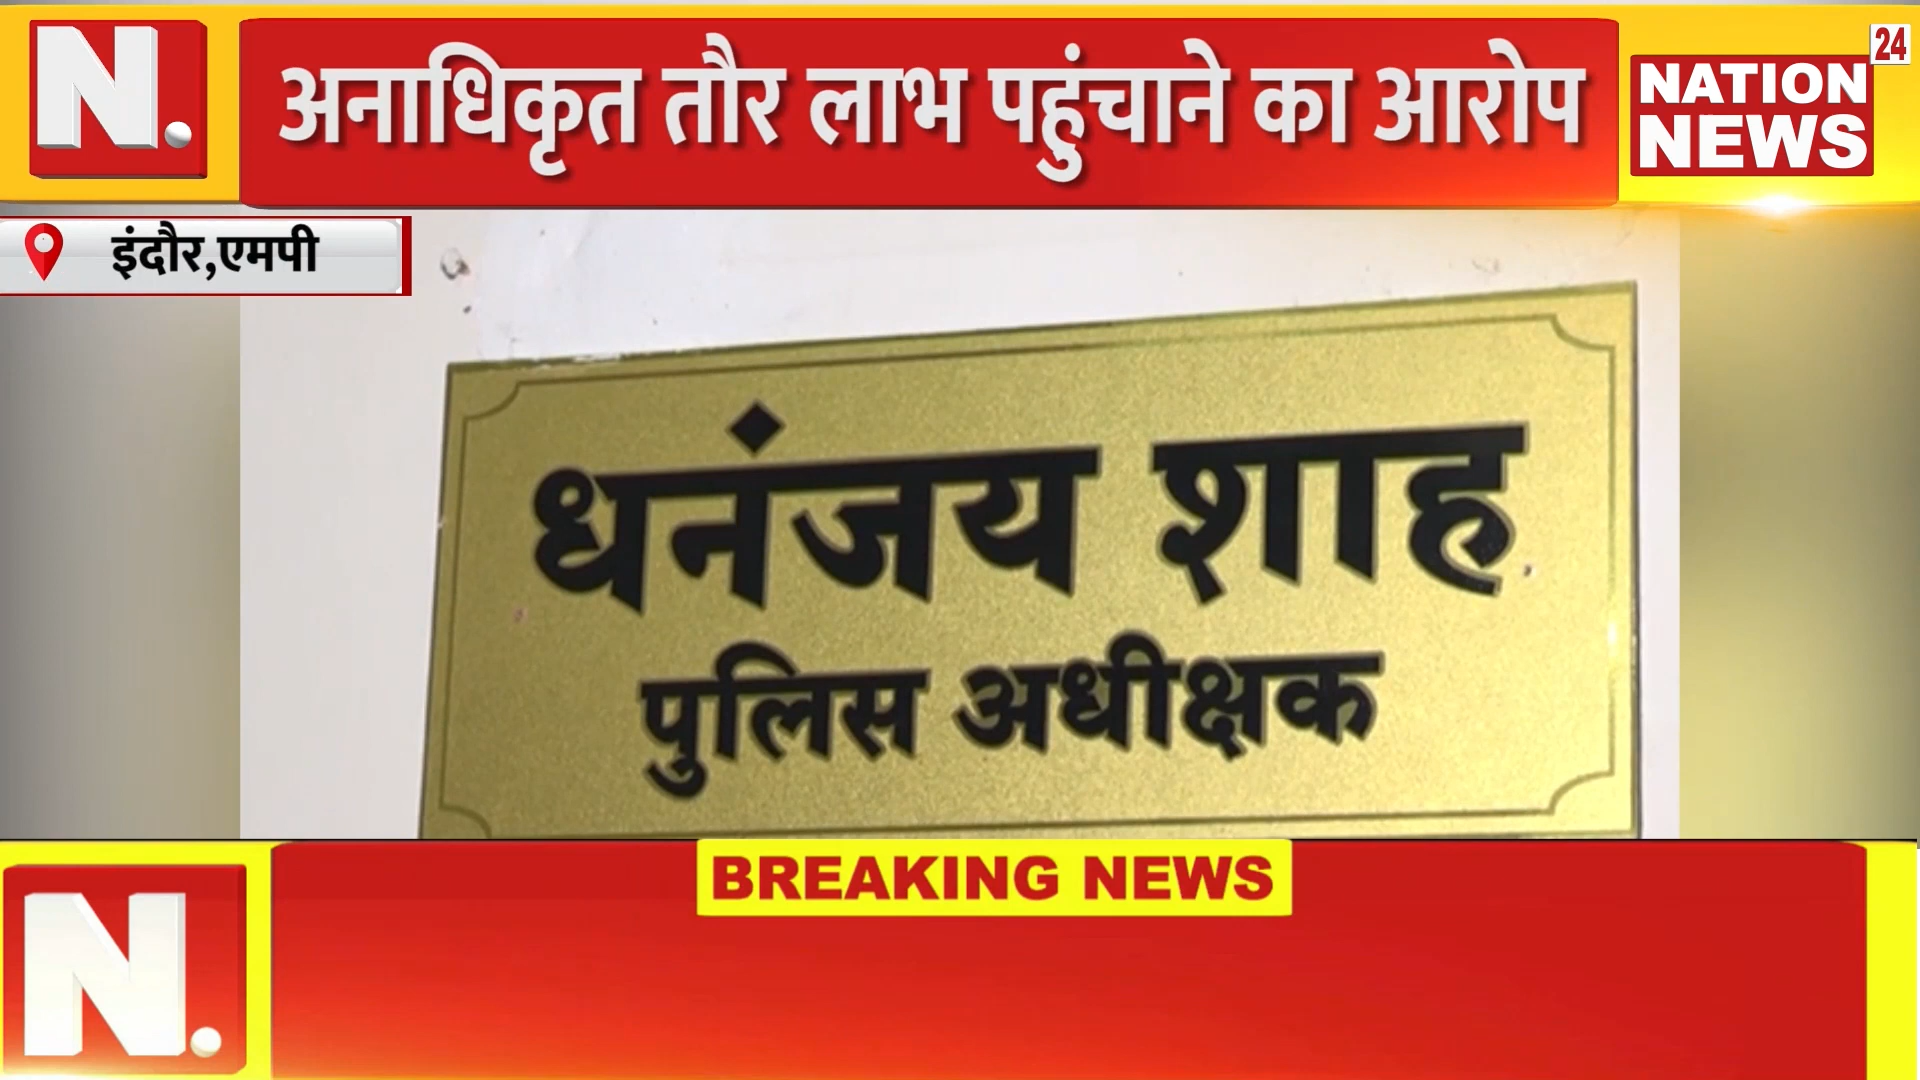 N.
अनाधिकृत तौर लाभ पहुंचाने का आरोप
24
NATION
NEWS
इंदौर,एमपी
धनंजय शाह
पुलिस अधीक्षक
BREAKING NEWS
N.